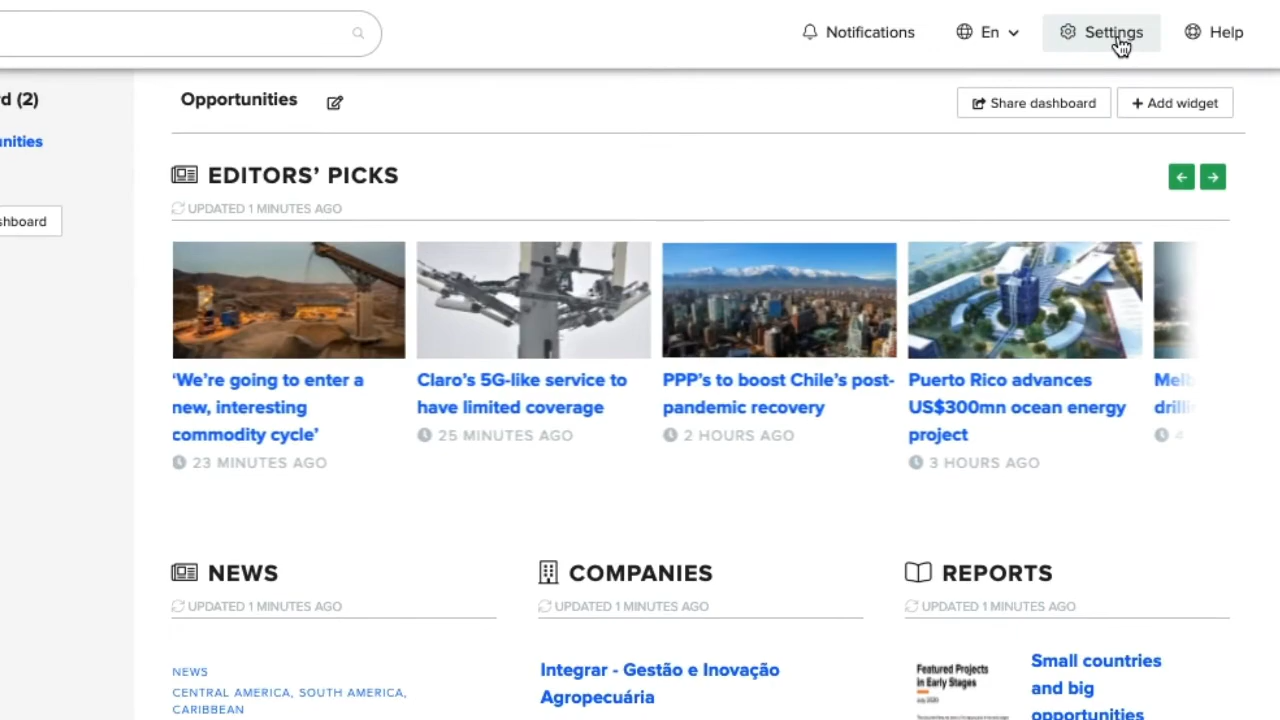 Notifications
En
Settings
Help
d (2)
Opportunities
Share dashboard
+ Add widget
nities
EDITORS' PICKS
UPDATED 1 MINUTES AGO
shboard
‘We’re going to enter a
new, interesting
commodity cycle’
23 MINUTES AGO
Claro’s 5G-like service to
have limited coverage
25 MINUTES AGO
PPP’s to boost Chile’s post-
pandemic recovery
2 HOURS AGO
Puerto Rico advances
US$300mn ocean energy
project
3 HOURS AGO
4
NEWS
UPDATED 1 MINUTES AGO
NEWS
CENTRAL AMERICA, SOUTH AMERICA,
CARIBBEAN
COMPANIES
UPDATED 1 MINUTES AGO
Integrar - Gestão e Inovação
Agropecuária
REPORTS
UPDATED 1 MINUTES AGO
Featured Projects
in Early Stages
July 2020
Small countries
and big
opportunities